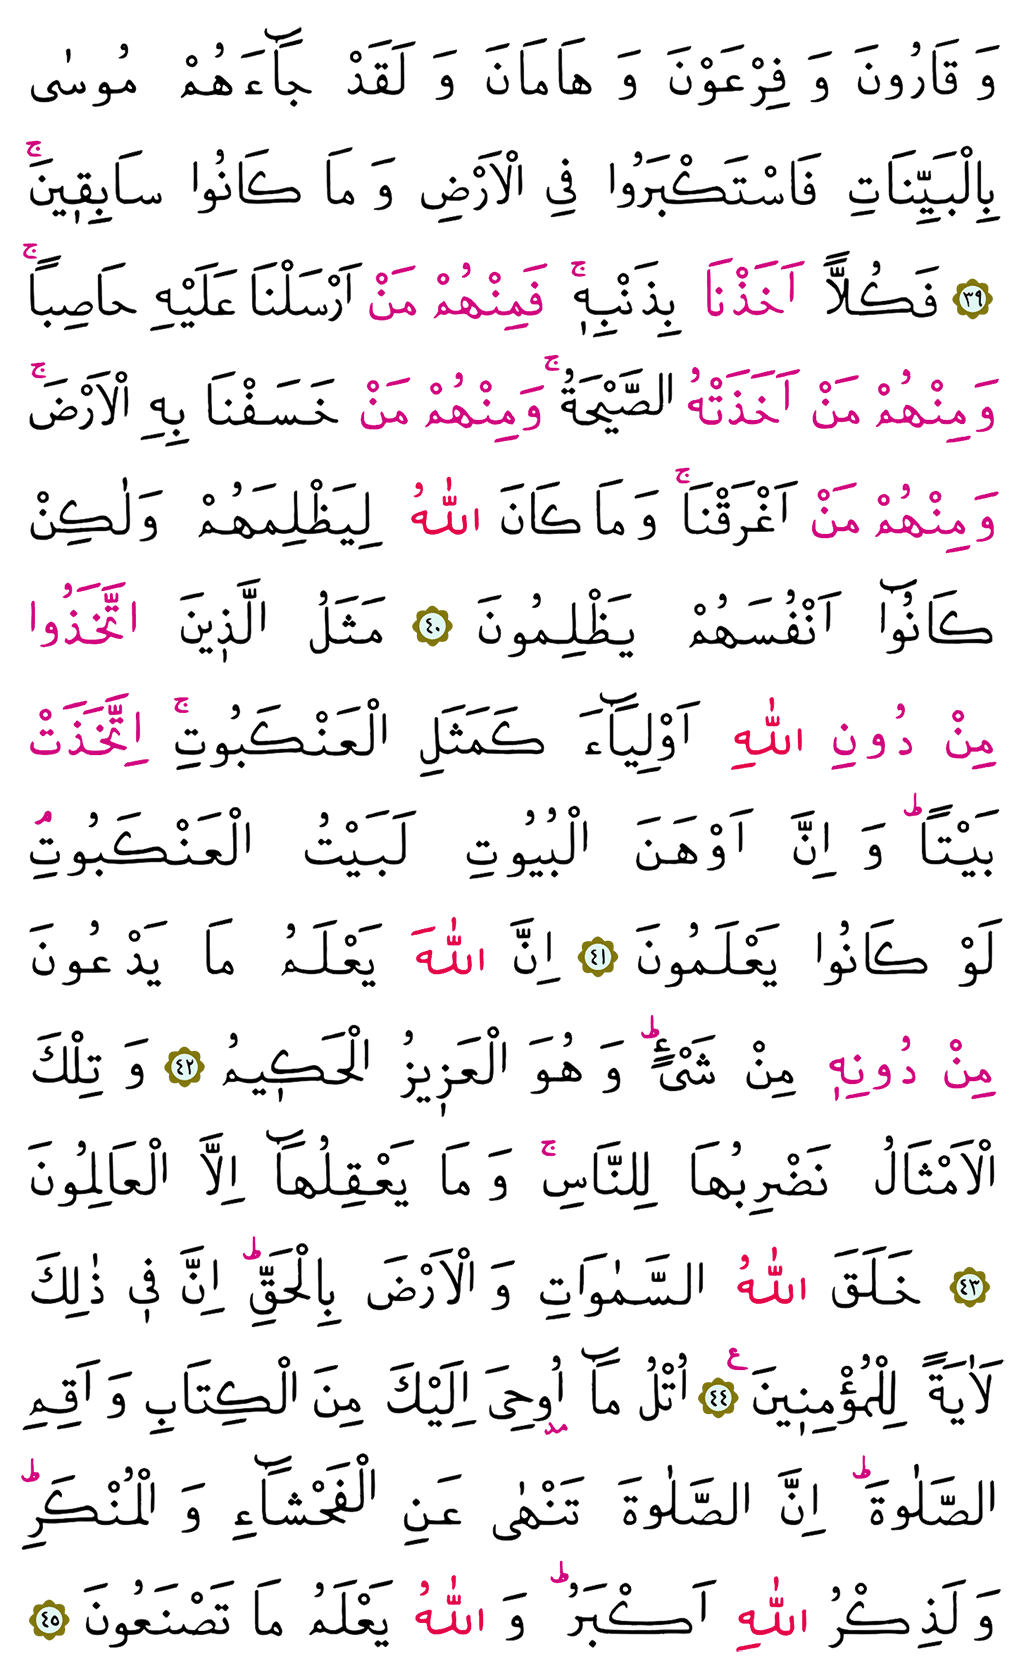 وَ قَارُونَ وَ فِرْعَوْنَ وَ هَامَانَ وَ لَقَدْ جَٓاءَهُمْ مُوسٰى
بِالْبَيِّنَاتِ فَاسْتَكْبَرُوا فِي الْاَرْضِ وَ مَا كَانُوا سَابِقٖينَۚ
﴿٣٩﴾ فَكُلًّا اَخَذْنَا بِذَنْبِهٖۚ فَمِنْهُمْ مَنْ اَرْسَلْنَا عَلَيْهِ حَاصِباًۚ
وَمِنْهُمْ مَنْ اَخَذَتْهُ الصَّيْحَةُۚ وَمِنْهُمْ مَنْ خَسَفْنَا بِهِ الْاَرْضَۚ
وَمِنْهُمْ مَنْ اَغْرَقْنَاۚ وَمَا كَانَ اللّٰهُ لِيَظْلِمَهُمْ وَلٰكِنْ
كَانُٓوا اَنْفُسَهُمْ يَظْلِمُونَ ﴿٤٠﴾ مَثَلُ الَّذٖينَ اتَّخَذُوا
مِنْ دُونِ اللّٰهِ اَوْلِيَٓاءَ كَمَثَلِ الْعَنْكَبُوتِۚ اِتَّخَذَتْ
بَيْتاًؕ وَ اِنَّ اَوْهَنَ الْبُيُوتِ لَبَيْتُ الْعَنْكَبُوتِۘ
لَوْ كَانُوا يَعْلَمُونَ ﴿٤١﴾ اِنَّ اللّٰهَ يَعْلَمُ مَا يَدْعُونَ
مِنْ دُونِهٖ مِنْ شَیْءٍؕ وَ هُوَ الْعَزٖيزُ الْحَكٖيمُ ﴿٤٢﴾ وَ تِلْكَ
الْاَمْثَالُ نَضْرِبُهَا لِلنَّاسِۚ وَ مَا يَعْقِلُهَٓا اِلَّا الْعَالِمُونَ
﴿٤٣﴾ خَلَقَ اللّٰهُ السَّمٰوَاتِ وَ الْاَرْضَ بِالْحَقِّؕ اِنَّ فٖي ذٰلِكَ
لَاٰيَةً لِلْمُؤْمِنٖينَ ﴿٤٤﴾ ع اُتْلُ مَٓا اُوحِیَ اِلَيْكَ مِنَ الْكِتَابِ وَ اَقِمِ
الصَّلٰوةَؕ اِنَّ الصَّلٰوةَ تَنْهٰى عَنِ الْفَحْشَٓاءِ وَ الْمُنْكَرِؕ
وَ لَذِكْرُ اللّٰهِ اَكْبَرُؕ وَ اللّٰهُ يَعْلَمُ مَا تَصْنَعُونَ ﴿٤٥﴾